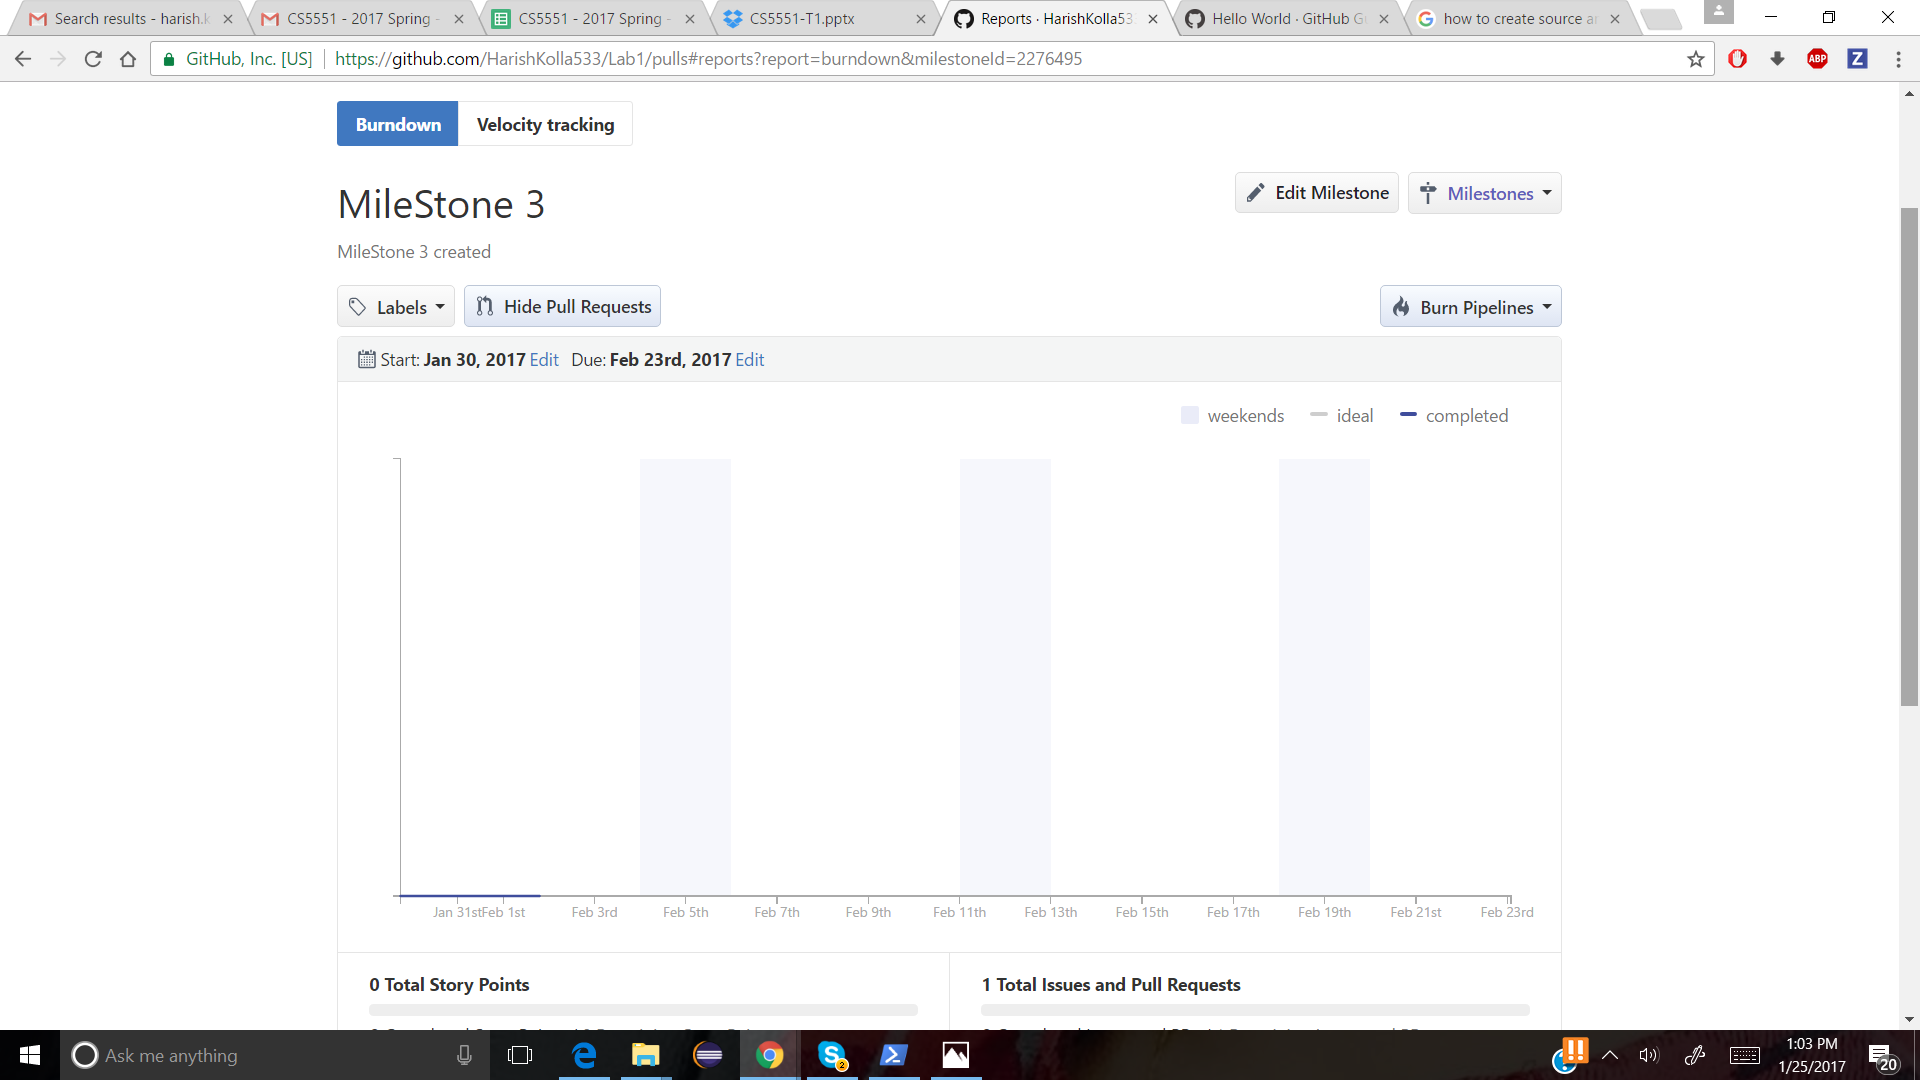 Search results - harish.k
CS5551 - 2017 Spring -
CS5551 - 2017 Spring -
CS5551-T1.pptx
Reports · HarishKolla53
Hello World · GitHub Gu
how to create source ar
GitHub, Inc. [US]
https://github.com/HarishKolla533/Lab1/pulls#reports?report=burndown&milestoneId=2276495
ABP
Z
Burndown
Velocity tracking
MileStone 3
Edit Milestone
Milestones
MileStone 3 created
Labels
Hide Pull Requests
Burn Pipelines
Start: Jan 30, 2017 Edit Due: Feb 23rd, 2017 Edit
weekends
ideal
completed
Jan 31st
Feb 1st
Feb 3rd
Feb 5th
Feb 7th
Feb 9th
Feb 11th
Feb 13th
Feb 15th
Feb 17th
Feb 19th
Feb 21st
Feb 23rd
0 Total Story Points
1 Total Issues and Pull Requests
Ask me anything
2
1:03 PM
1/25/2017
20